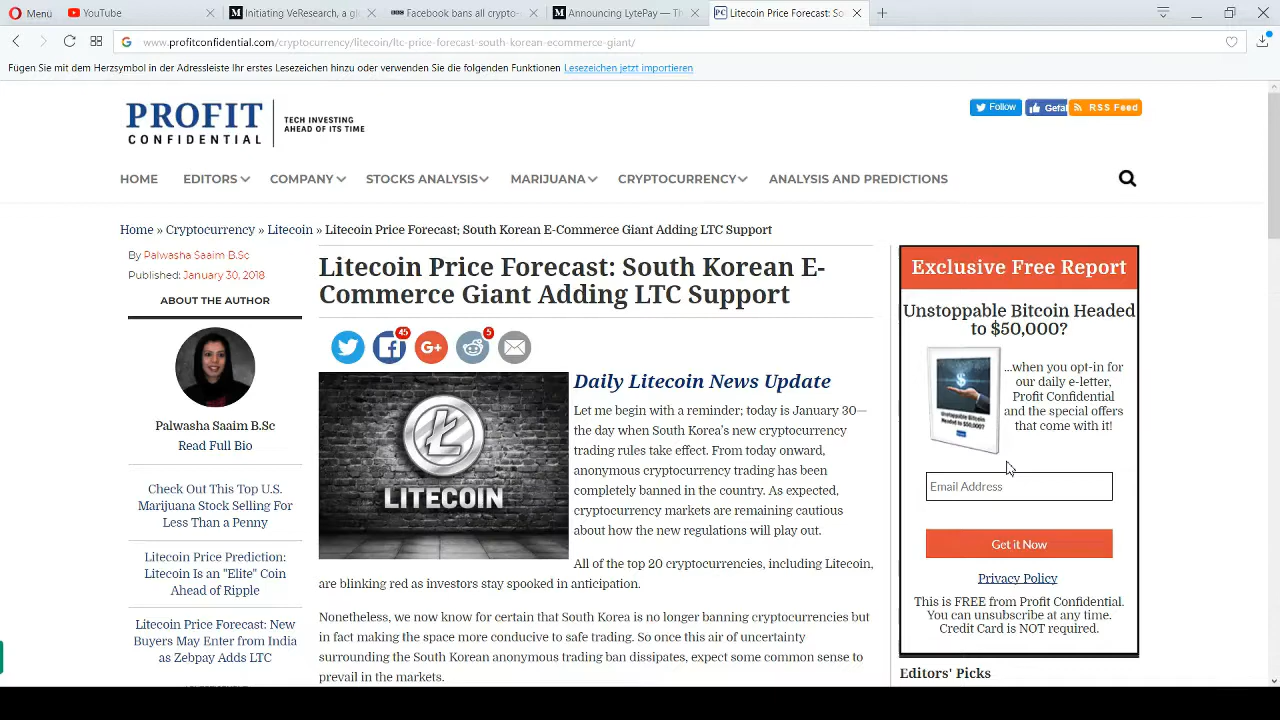 Menü
YouTube
Initiating VeResearch, a gl
Facebook bans all crypto-
Announcing LytePay — Th
Litecoin Price Forecast: So
www.profitconfidential.com/cryptocurrency/litecoin/ltc-price-forecast-south-korean-ecommerce-giant/
Fügen Sie mit dem Herzsymbol in der Adressleiste Ihr erstes Lesezeichen hinzu oder verwenden Sie die folgenden Funktionen Lesezeichen jetzt importieren
PROFIT
CONFIDENTIAL
TECH INVESTING
AHEAD OF ITS TIME
Follow
Gefäl
RSS Feed
HOME EDITORS COMPANY STOCKS ANALYSIS MARIJUANA CRYPTOCURRENCY ANALYSIS AND PREDICTIONS
Home » Cryptocurrency » Litecoin » Litecoin Price Forecast; South Korean E-Commerce Giant Adding LTC Support
By Palwasha Saaim B.Sc
Published: January 30, 2018
ABOUT THE AUTHOR
Palwasha Saaim B.Sc
Read Full Bio
Check Out This Top U.S.
Marijuana Stock Selling For
Less Than a Penny
Litecoin Price Prediction:
Litecoin Is an "Elite" Coin
Ahead of Ripple
Litecoin Price Forecast: New
Buyers May Enter from India
as Zebpay Adds LTC
Litecoin Price Forecast: South Korean E-
Commerce Giant Adding LTC Support
45
G+
5
LITECOIN
Daily Litecoin News Update
Let me begin with a reminder; today is January 30—
the day when South Korea's new cryptocurrency
trading rules take effect. From today onward,
anonymous cryptocurrency trading has been
completely banned in the country. As expected,
cryptocurrency markets are remaining cautious
about how the new regulations will play out.
All of the top 20 cryptocurrencies, including Litecoin,
are blinking red as investors stay spooked in anticipation.
Nonetheless, we now know for certain that South Korea is no longer banning cryptocurrencies but
in fact making the space more conducive to safe trading. So once this air of uncertainty
surrounding the South Korean anonymous trading ban dissipates, expect some common sense to
prevail in the markets.
Exclusive Free Report
Unstoppable Bitcoin Headed
to $50,000?
...when you opt-in for
our daily e-letter,
Profit Confidential
and the special offers
that come with it!
Email Address
Get it Now
Privacy Policy
This is FREE from Profit Confidential.
You can unsubscribe at any time.
Credit Card is NOT required.
Editors' Picks